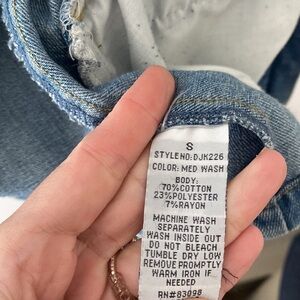 S
STYLE NO: DJK226
COLOR: MED WASH
BODY:
70%COTTON
23%POLYESTER
7%RAYON
MACHINE WASH
SEPARATELY
WASH INSIDE OUT
DO NOT BLEACH
TUMBLE DRY LOW
REMOVE PROMPTLY
WARM IRON IF
NEEDED
RN#83098